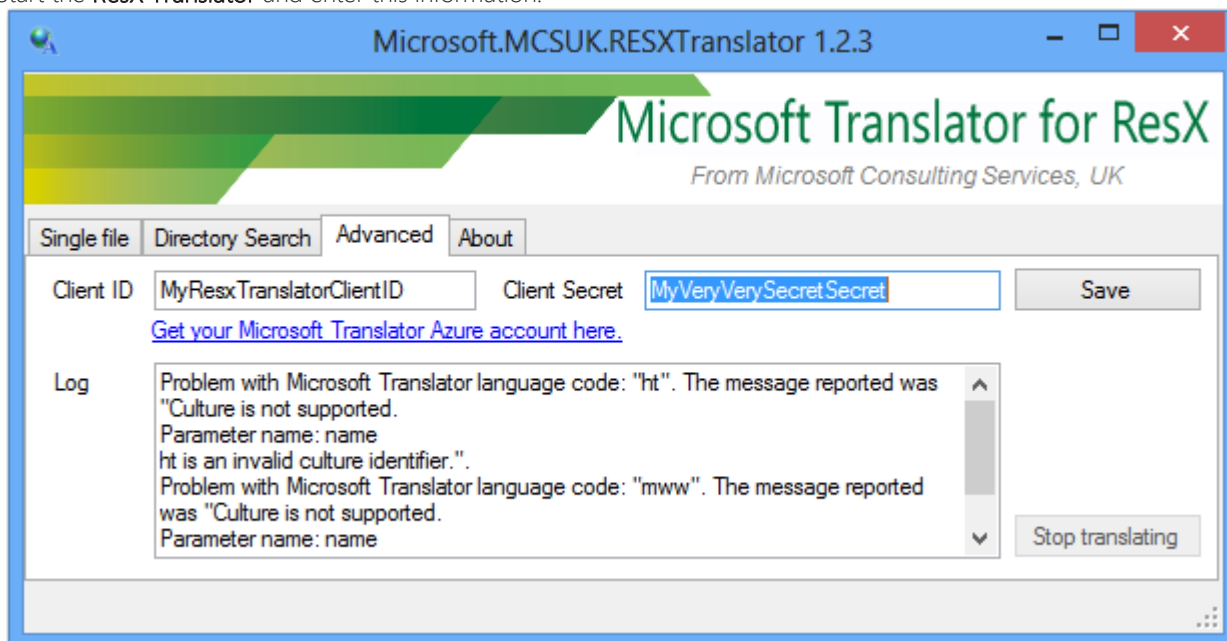 start the ResX Translator and enter this information.
Microsoft.MCSUK.RESXTranslator 1.2.3
Microsoft Translator for ResX
From Microsoft Consulting Services, UK
Single file Directory Search Advanced About
Client ID MyResxTranslatorClientID Client Secret MyVeryVerySecretSecret Save
Get your Microsoft Translator Azure account here.
Log Problem with Microsoft Translator language code: "ht". The message reported was
"Culture is not supported.
Parameter name: name
ht is an invalid culture identifier.".
Problem with Microsoft Translator language code: "mww". The message reported
was "Culture is not supported.
Parameter name: name
Stop translating